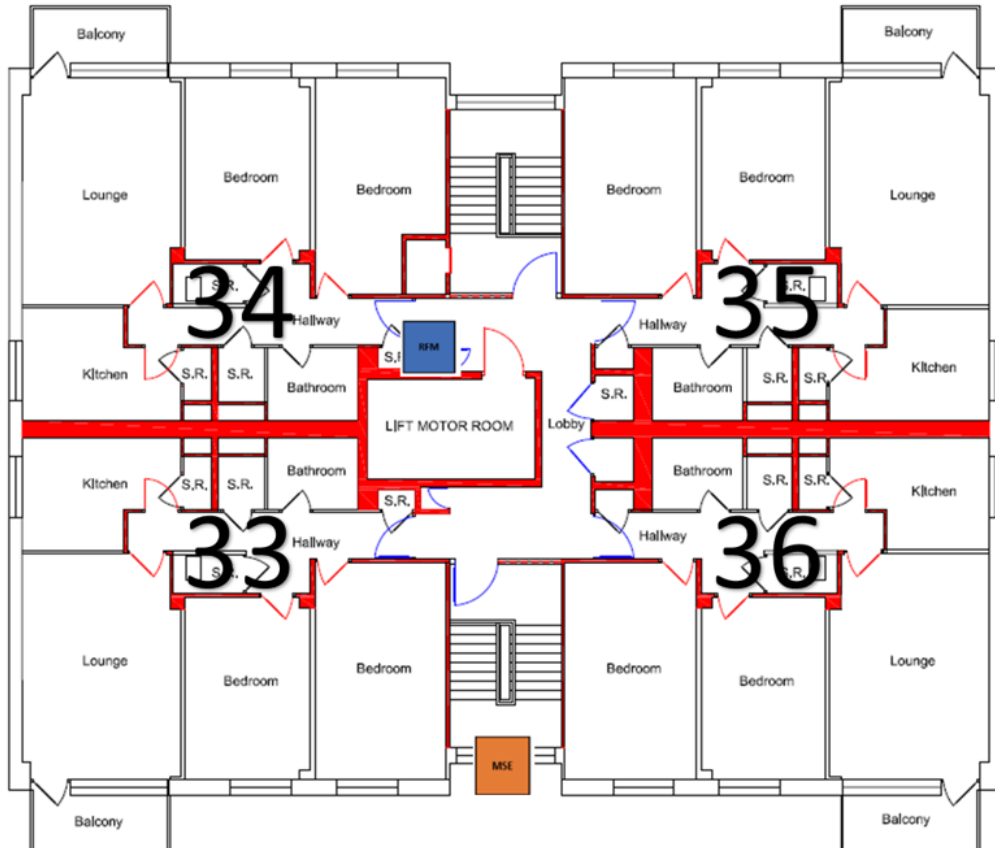 Balcony
Balcony
Lounge
Bedroom
Bedroom
Bedroom
Bedroom
Lounge
34
S.R.
Hallway
35
S.R.
Hallway
RFM
Kitchen
S.R.
S.R.
Bathroom
LIFT MOTOR ROOM
Lobby
S.R.
Bathroom
S.R.
S.R.
Kitchen
Kitchen
S.R.
S.R.
Bathroom
S.R.
Bathroom
S.R.
S.R.
Kitchen
33
S.R.
Hallway
Hallway
36
S.R.
Lounge
Bedroom
Bedroom
Bedroom
Bedroom
Lounge
MSE
Balcony
Balcony